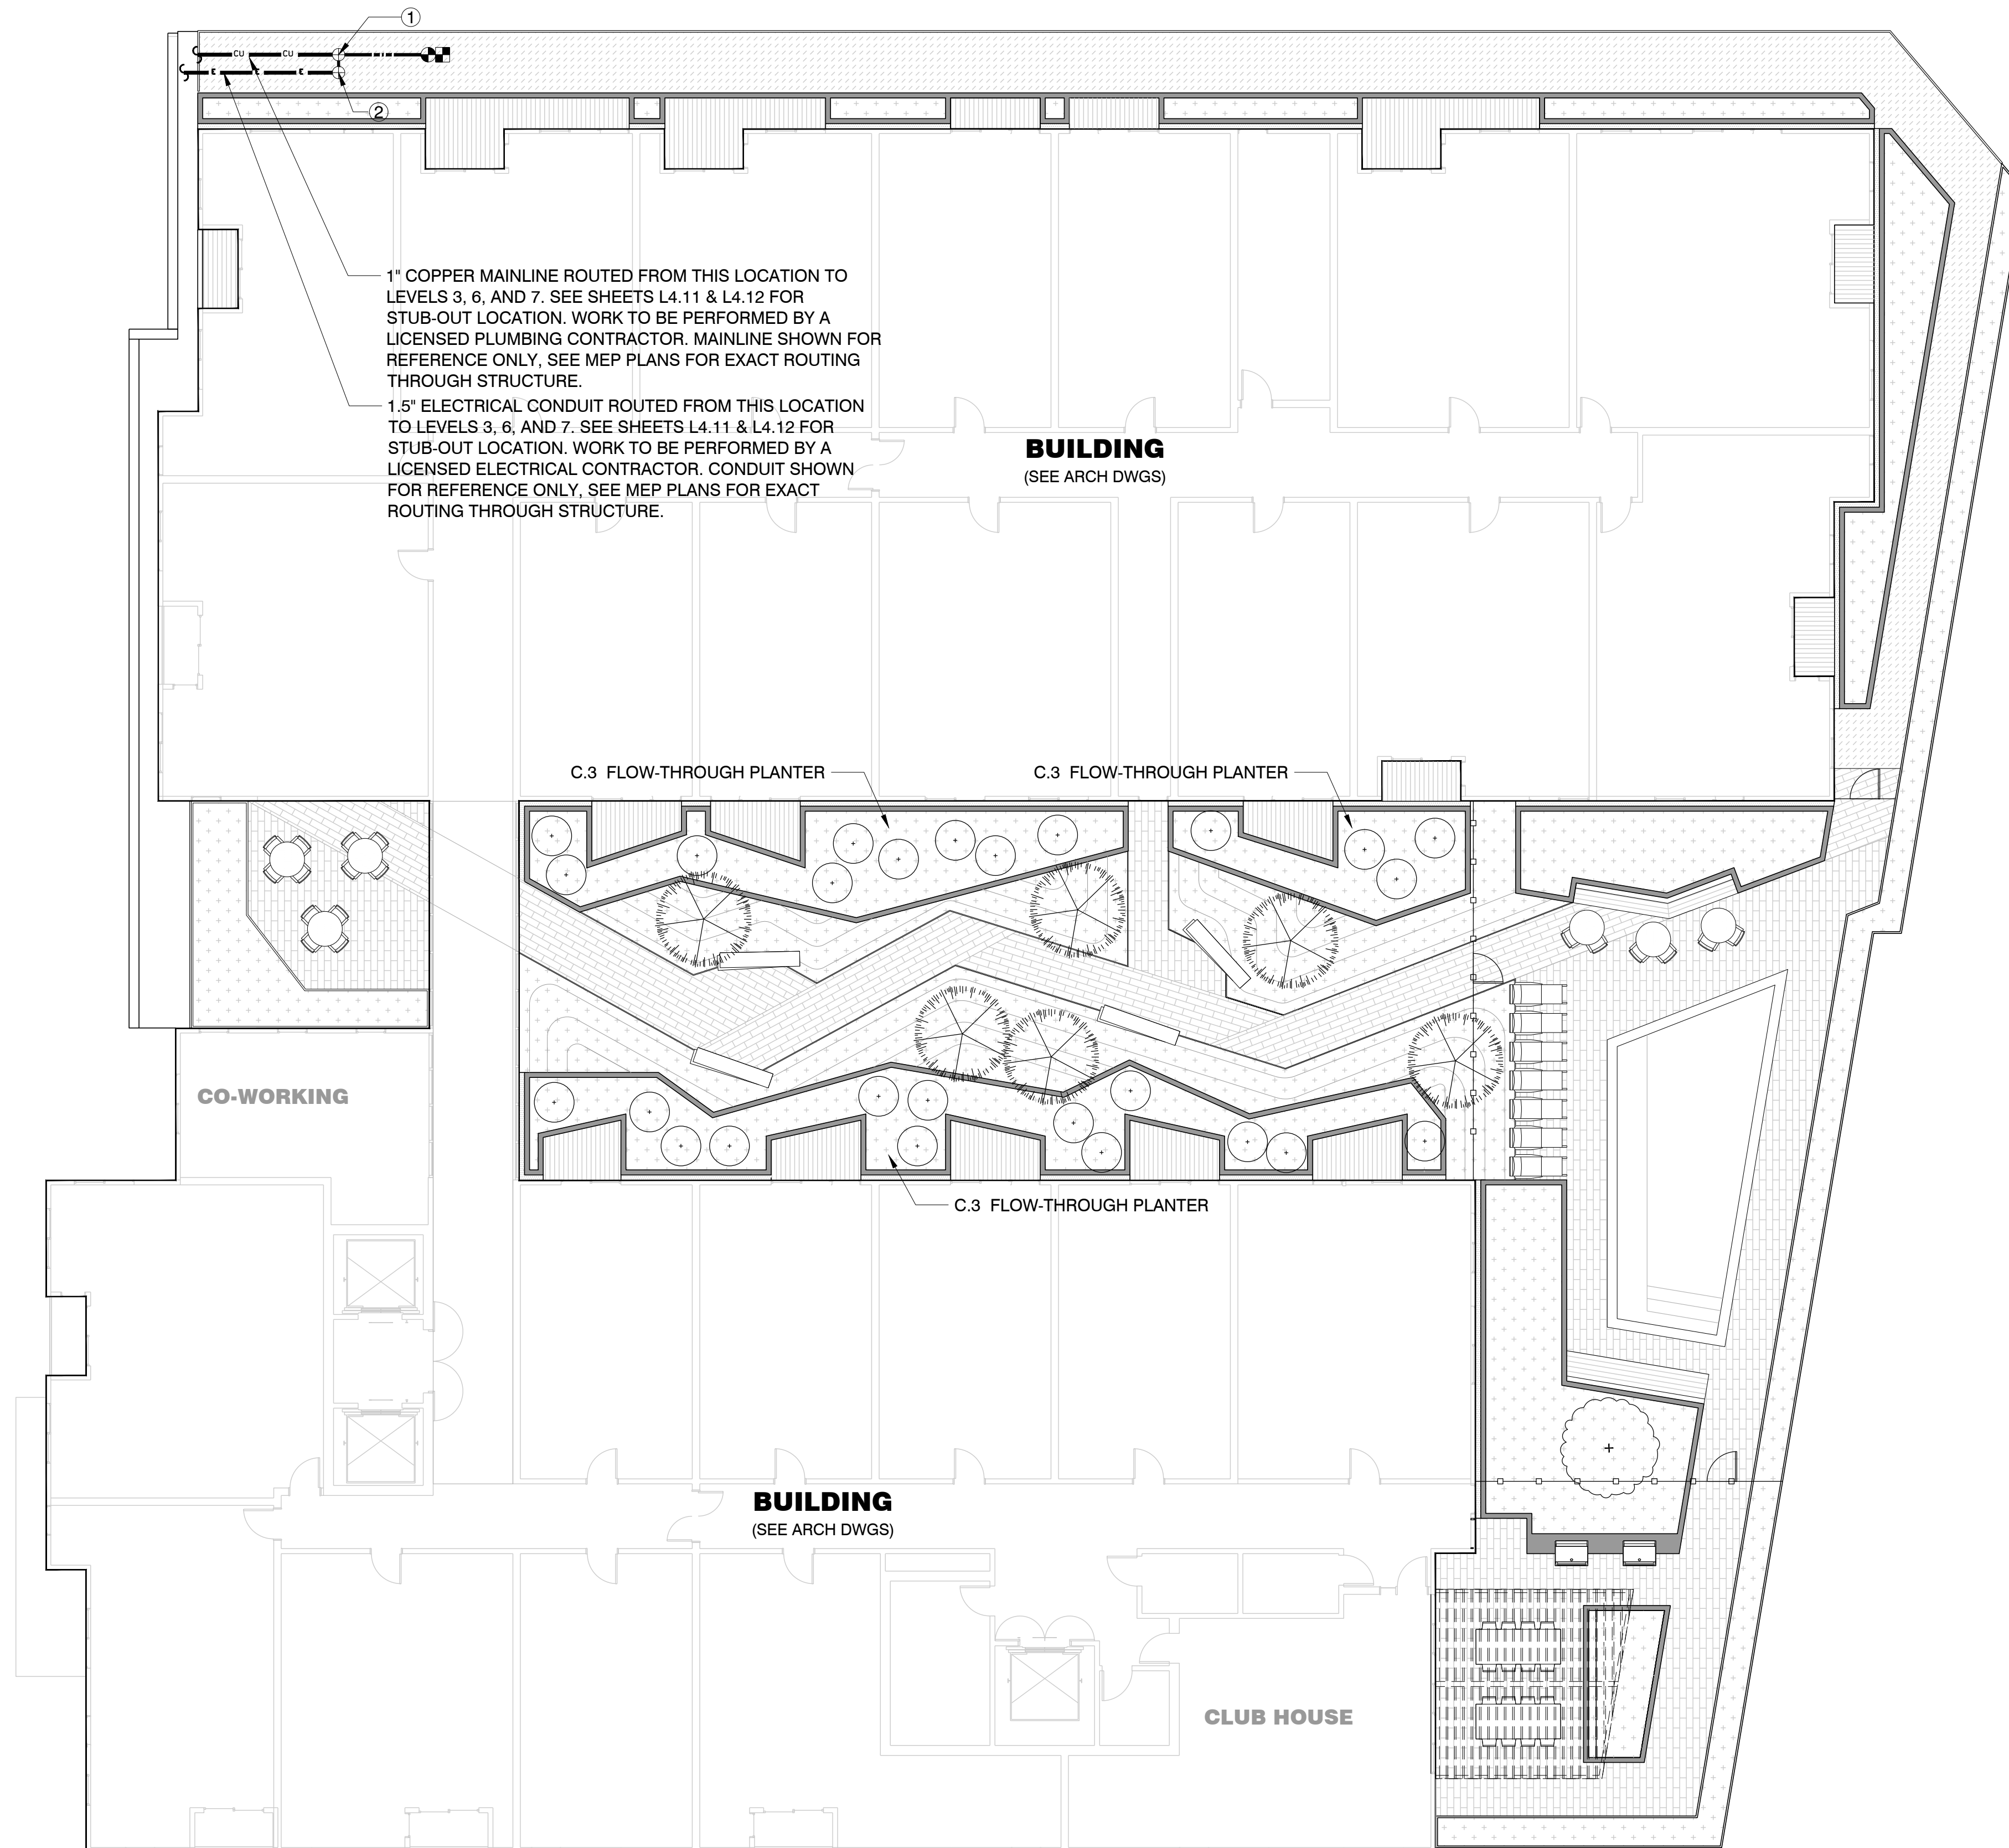 1
CU CU
E E E
2
1" COPPER MAINLINE ROUTED FROM THIS LOCATION TO
LEVELS 3, 6, AND 7. SEE SHEETS L4.11 & L4.12 FOR
STUB-OUT LOCATION. WORK TO BE PERFORMED BY A
LICENSED PLUMBING CONTRACTOR. MAINLINE SHOWN FOR
REFERENCE ONLY, SEE MEP PLANS FOR EXACT ROUTING
THROUGH STRUCTURE.
1.5" ELECTRICAL CONDUIT ROUTED FROM THIS LOCATION
TO LEVELS 3, 6, AND 7. SEE SHEETS L4.11 & L4.12 FOR
STUB-OUT LOCATION. WORK TO BE PERFORMED BY A
LICENSED ELECTRICAL CONTRACTOR. CONDUIT SHOWN
FOR REFERENCE ONLY, SEE MEP PLANS FOR EXACT
ROUTING THROUGH STRUCTURE.
BUILDING
(SEE ARCH DWGS)
C.3 FLOW-THROUGH PLANTER
C.3 FLOW-THROUGH PLANTER
CO-WORKING
C.3 FLOW-THROUGH PLANTER
BUILDING
(SEE ARCH DWGS)
CLUB HOUSE